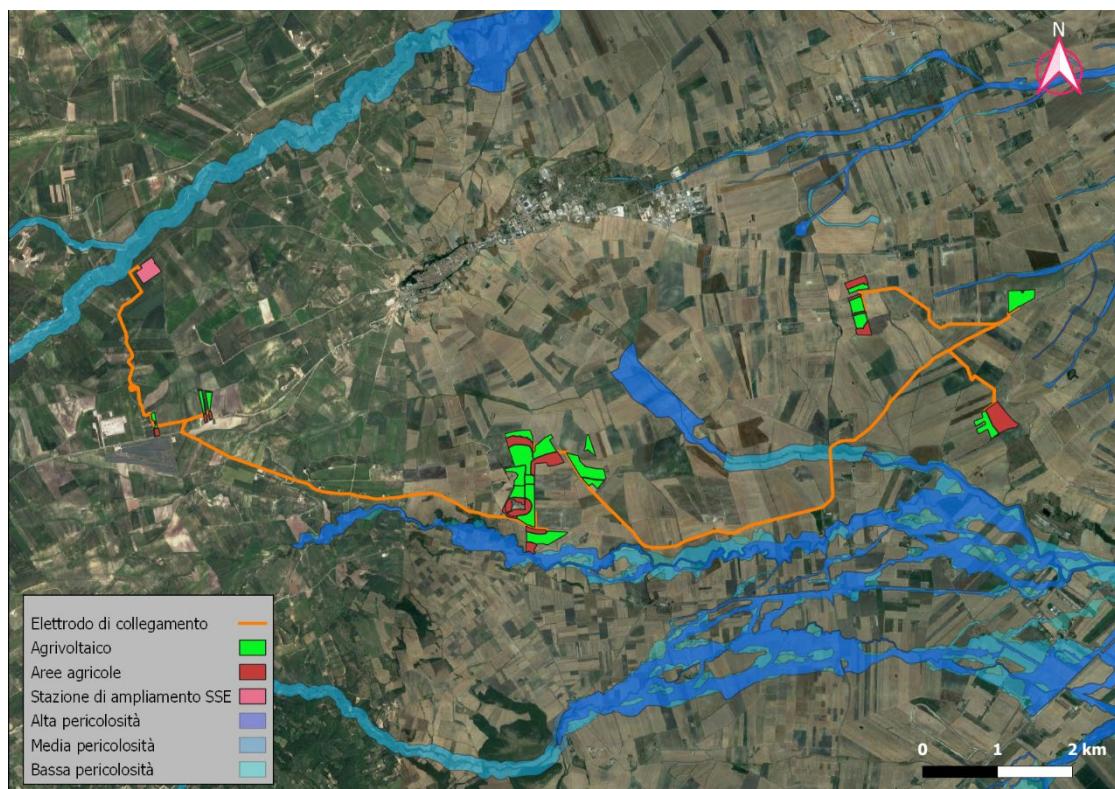 N
Elettrodo di collegamento
Agrivoltaico
Aree agricole
Stazione di ampliamento SSE
Alta pericolosità
Media pericolosità
Bassa pericolosità
0 1 2 km